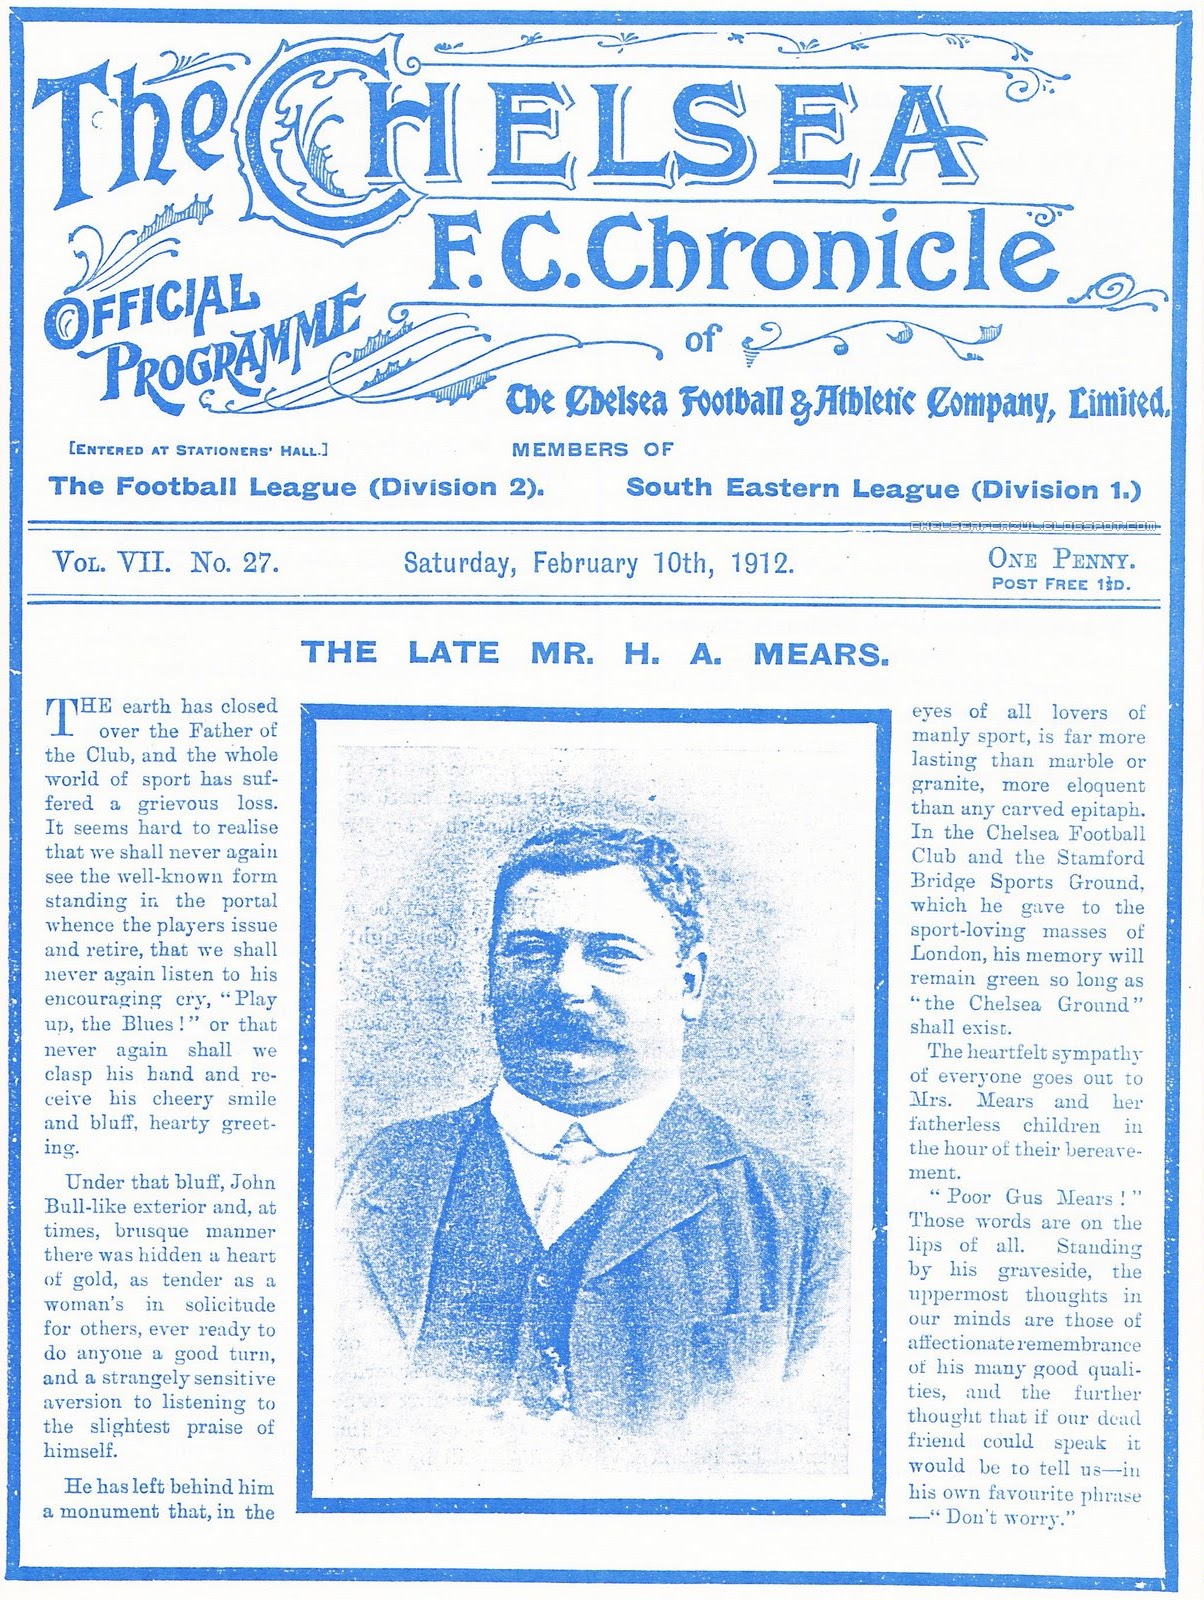 The CHELSEA
F. C. Chronicle
OFFICIAL
PROGRAMME
of
The Chelsea Football & Athletic Company, Limited.
[ENTERED AT STATIONERS' HALL.]
MEMBERS OF
The Football League (Division 2).
South Eastern League (Division 1.)
CHELSEAFCRZUL.BLOGSPOT.COM
VOL. VII. No. 27.
Saturday, February 10th, 1912.
ONE PENNY.
POST FREE 1½D.
THE LATE MR. H. A. MEARS.
THE earth has closed
over the Father of
the Club, and the whole
world of sport has suf-
fered a grievous loss.
It seems hard to realise
that we shall never again
see the well-known form
standing in the portal
whence the players issue
and retire, that we shall
never again listen to his
encouraging cry, "Play
up, the Blues!" or that
never again shall we
clasp his hand and re-
ceive his cheery smile
and bluff, hearty greet-
ing.
Under that bluff, John
Bull-like exterior and, at
times, brusque manner
there was hidden a heart
of gold, as tender as a
woman's in solicitude
for others, ever ready to
do anyone a good turn,
and a strangely sensitive
aversion to listening to
the slightest praise of
himself.
He has left behind him
a monument that, in the
eyes of all lovers of
manly sport, is far more
lasting than marble or
granite, more eloquent
than any carved epitaph.
In the Chelsea Football
Club and the Stamford
Bridge Sports Ground,
which he gave to the
sport-loving masses of
London, his memory will
remain green so long as
"the Chelsea Ground"
shall exist.
The heartfelt sympathy
of everyone goes out to
Mrs. Mears and her
fatherless children in
the hour of their bereave-
ment.
"Poor Gus Mears!"
Those words are on the
lips of all. Standing
by his graveside, the
uppermost thoughts in
our minds are those of
affectionate remembrance
of his many good quali-
ties, and the further
thought that if our dead
friend could speak it
would be to tell us—in
his own favourite phrase
—"Don't worry."